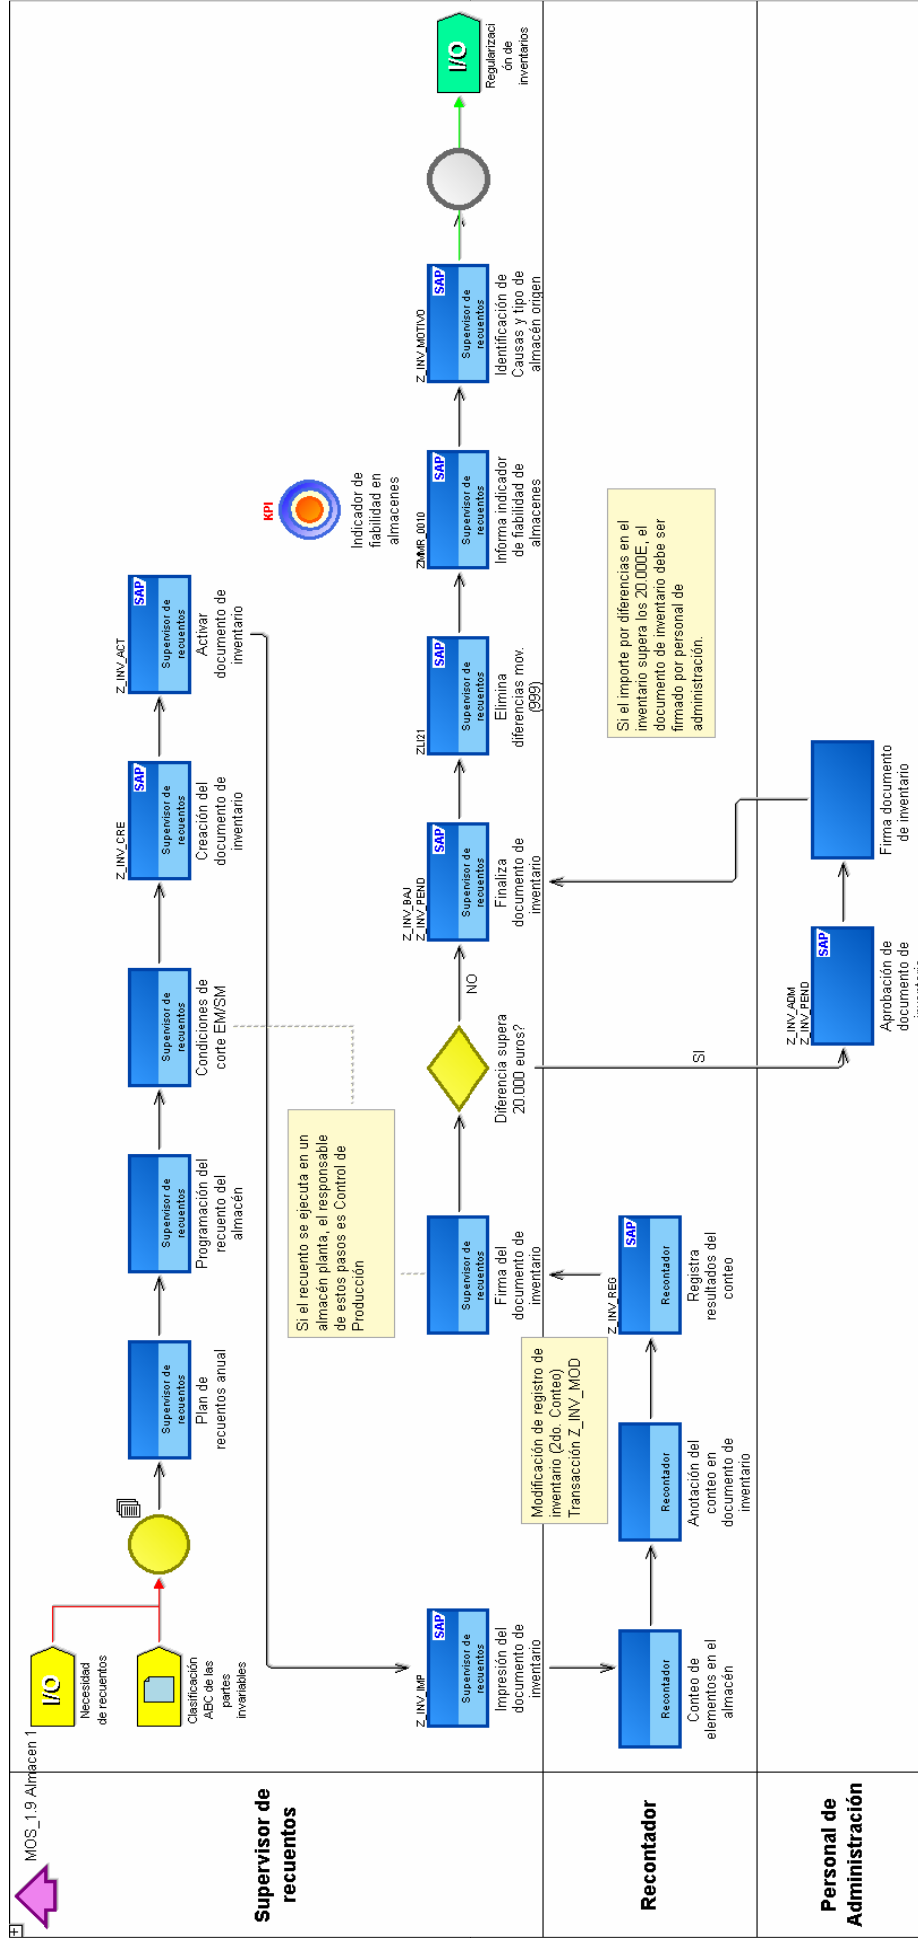 MOS_1.9 Almacen 1
Supervisor de
recuentos
I/O
Necesidad
de recuentos
Clasificación
ABC de las
partes
invariables
Supervisor de
recuentos
Plan de
recuentos anual
Supervisor de
recuentos
Programación del
recuento del
almacén
Supervisor de
recuentos
Condiciones de
corte EM/SM
Z_INV_CRE
SAP
Supervisor de
recuentos
Creación del
documento de
inventario
Z_INV_ACT
SAP
Supervisor de
recuentos
Activar
documento de
inventario
Si el recuento se ejecuta en un
almacén planta, el responsable
de estos pasos es Control de
Producción
KPI
Indicador de
fiabilidad en
almacenes
Z_INV_IMP
SAP
Supervisor de
recuentos
Impresión del
documento de
inventario
Supervisor de
recuentos
Firma del
documento de
inventario
Diferencia supera
20.000 euros?
NO
SI
Z_INV_BAJ
Z_INV_PEND
SAP
Supervisor de
recuentos
Finaliza
documento de
inventario
ZLI21
SAP
Supervisor de
recuentos
Elimina
diferencias mov.
(999)
ZMMR_0010
SAP
Supervisor de
recuentos
Informa indicador
de fiabilidad de
almacenes
Z_INV_MOTIVO
SAP
Supervisor de
recuentos
Identificación de
Causas y tipo de
almacén origen
I/O
Regularizaci
ón de
inventarios
Recontador
Modificación de registro de
inventario (2do. Conteo)
Transacción Z_INV_MOD
Recontador
Conteo de
elementos en el
almacén
Recontador
Anotación del
conteo en
documento de
inventario
Z_INV_REG
SAP
Recontador
Registra
resultados del
conteo
Si el importe por diferencias en el
inventario supera los 20.000E, el
documento de inventario debe ser
firmado por personal de
administración.
Personal de
Administración
Z_INV_ADM
Z_INV_PEND
SAP
Aprobación de
documento de
Firma documento
de inventario